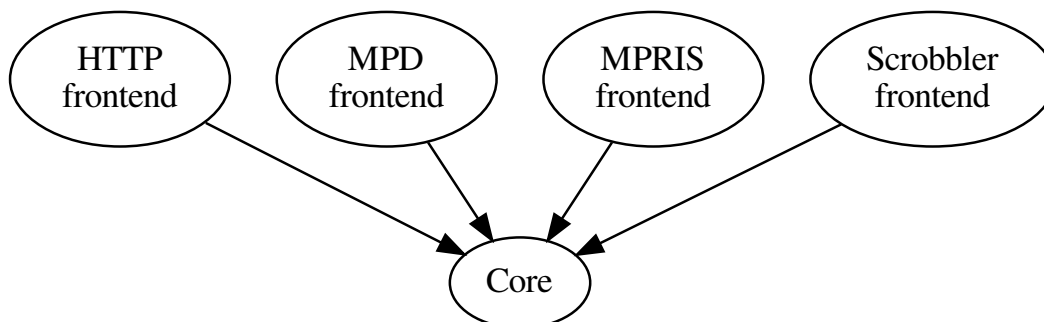 HTTP
frontend
MPD
frontend
MPRIS
frontend
Scrobbler
frontend
Core